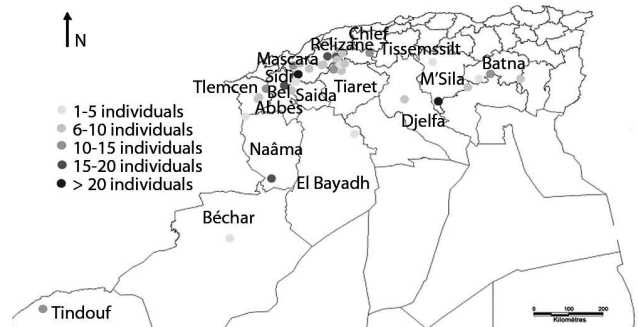 N
Chlef
Relizane
Tissemssilt
Mascara
Batna
Sidi
Bel
Abbès
M'Sila
Tlemcen
Saida
Tiaret
Djelfa
1-5 individuals
6-10 individuals
10-15 individuals
15-20 individuals
> 20 individuals
Naâma
El Bayadh
Béchar
Tindouf
0 100 200
Kilomètres